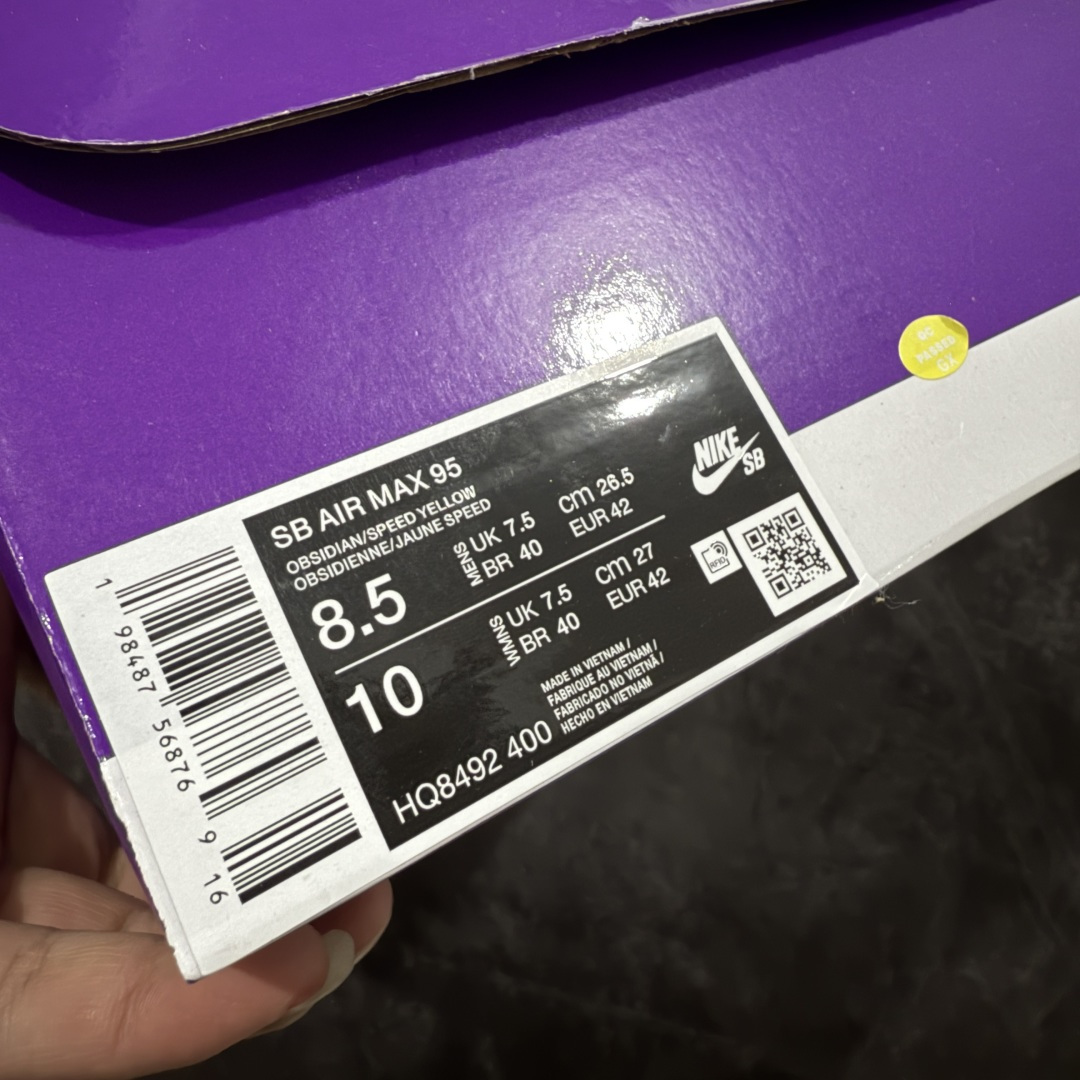 QC
PASSED
GX
NIKE
SB
SB AIR MAX 95
OBSIDIAN/SPEED YELLOW
OBSIDIENNE/JAUNE SPEED
8.5
MENS
UK 7.5
BR 40
cm 26.5
EUR 42
10
WMNS
UK 7.5
BR 40
cm 27
EUR 42
RFID
MADE IN VIETNAM /
FABRIQUE AU VIETNAM /
FABRICADO NO VIETNÃ /
HECHO EN VIETNAM
HQ8492 400
1 98487 56876 9 16